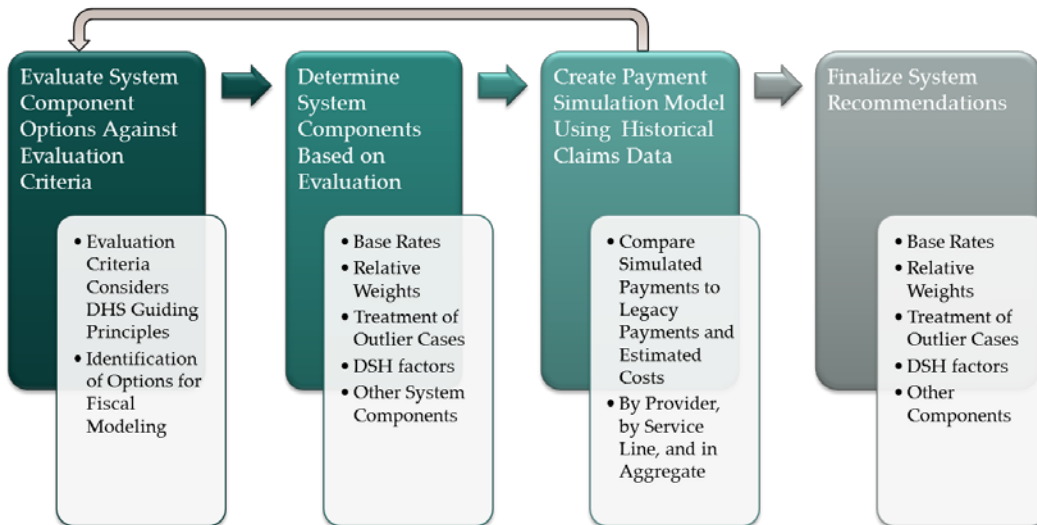 Evaluate System
Component
Options Against
Evaluation
Criteria
• Evaluation
Criteria
Considers
DHS Guiding
Principles
• Identification
of Options for
Fiscal
Modeling
Determine
System
Components
Based on
Evaluation
• Base Rates
• Relative
Weights
• Treatment of
Outlier Cases
• DSH factors
• Other System
Components
Create Payment
Simulation Model
Using Historical
Claims Data
• Compare
Simulated
Payments to
Legacy
Payments and
Estimated
Costs
• By Provider,
by Service
Line, and in
Aggregate
Finalize System
Recommendations
• Base Rates
• Relative
Weights
• Treatment of
Outlier Cases
• DSH factors
• Other
Components